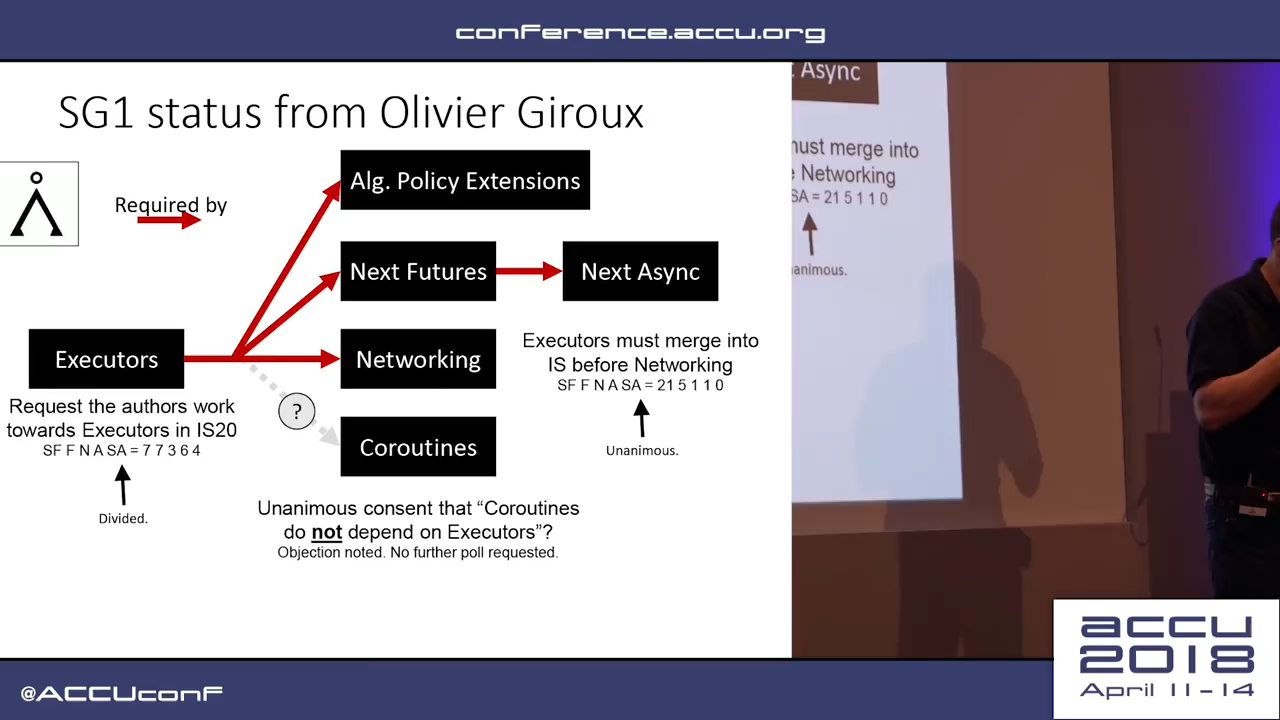 conference.accu.org
SG1 status from Olivier Giroux
Required by
Alg. Policy Extensions
Next Futures
Next Async
Executors
Networking
Executors must merge into
IS before Networking
SF F N A SA = 21 5 1 1 0
Unanimous.
Request the authors work
towards Executors in IS20
SF F N A SA = 7 7 3 6 4
Divided.
?
Coroutines
Unanimous consent that “Coroutines
do not depend on Executors”?
Objection noted. No further poll requested.
Async
must merge into
Networking
SA = 21 5 1 1 0
accu
2018
April 11-14
@ACCUconf